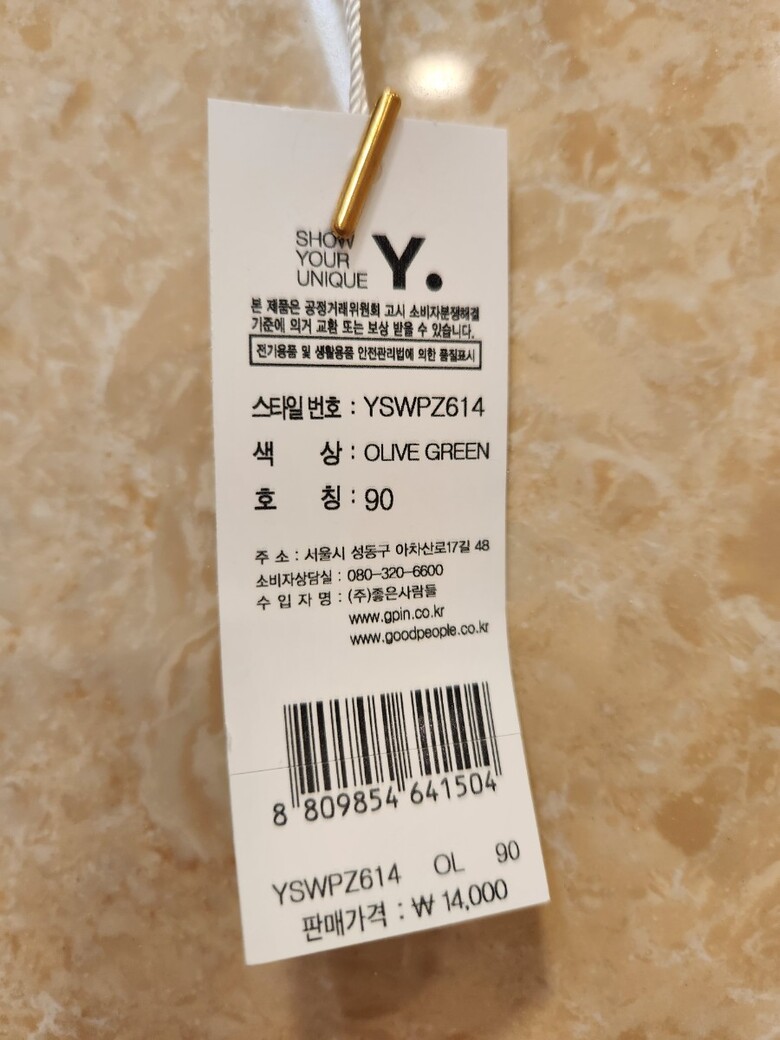 SHOW
YOUR
UNIQUE
Y.
본 제품은 공정거래위원회 고시 소비자분쟁해결
기준에 의거 교환 또는 보상 받을 수 있습니다.
전기용품 및 생활용품 안전관리법에 의한 품질표시
스타일 번호 : YSWPZ614
색 상 : OLIVE GREEN
호 칭 : 90
주 소 : 서울시 성동구 아차산로17길 48
소비자상담실 : 080-320-6600
수 입 자 명 : (주)좋은사람들
www.gpin.co.kr
www.goodpeople.co.kr
8 809854 641504
YSWPZ614 OL 90
판매가격 : ₩ 14,000